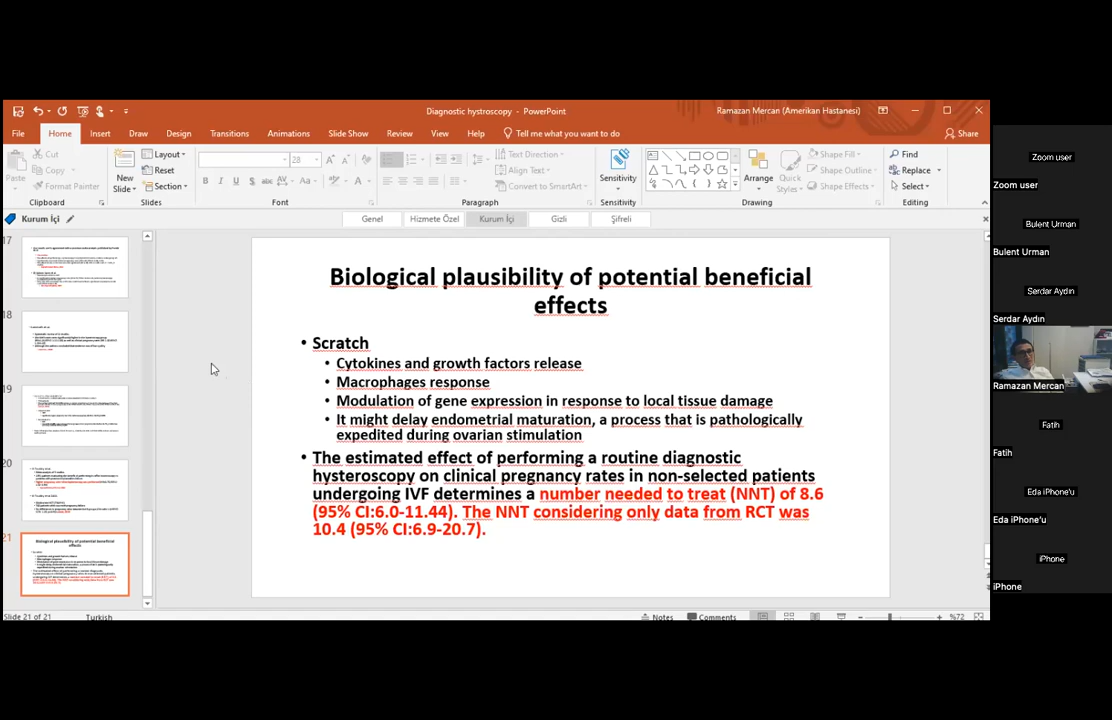 Diagnostic hystroscopy - PowerPoint
Ramazan Mercan (Amerikan Hastanesi)
File Home Insert Draw Design Transitions Animations Slide Show Review View Help Tell me what you want to do Share
Paste
Cut
Copy
Format Painter
Clipboard
New Slide
Layout
Reset
Section
Slides
28
Font
Text Direction
Align Text
Convert to SmartArt
Paragraph
Sensitivity
Sensitivity
Arrange
Quick Styles
Shape Fill
Shape Outline
Shape Effects
Drawing
Find
Replace
Select
Editing
Kurum İçi
Genel Hizmete Özel Kurum İçi Gizli Şifreli
17
18
19
20
21
Biological plausibility of potential beneficial
effects
• Scratch
• Cytokines and growth factors release
• Macrophages response
• Modulation of gene expression in response to local tissue damage
• It might delay endometrial maturation, a process that is pathologically
expedited during ovarian stimulation
• The estimated effect of performing a routine diagnostic
hysteroscopy on clinical pregnancy rates in non-selected patients
undergoing IVF determines a number needed to treat (NNT) of 8.6
(95% CI:6.0-11.44). The NNT considering only data from RCT was
10.4 (95% CI:6.9-20.7).
Slide 21 of 21 Turkish Notes Comments %72
Zoom user
Zoom user
Bulent Urman
Bulent Urman
Serdar Aydin
Serdar Aydin
Ramazan Mercan
Fatih
Fatih
Eda iPhone'u
Eda iPhone'u
iPhone
iPhone